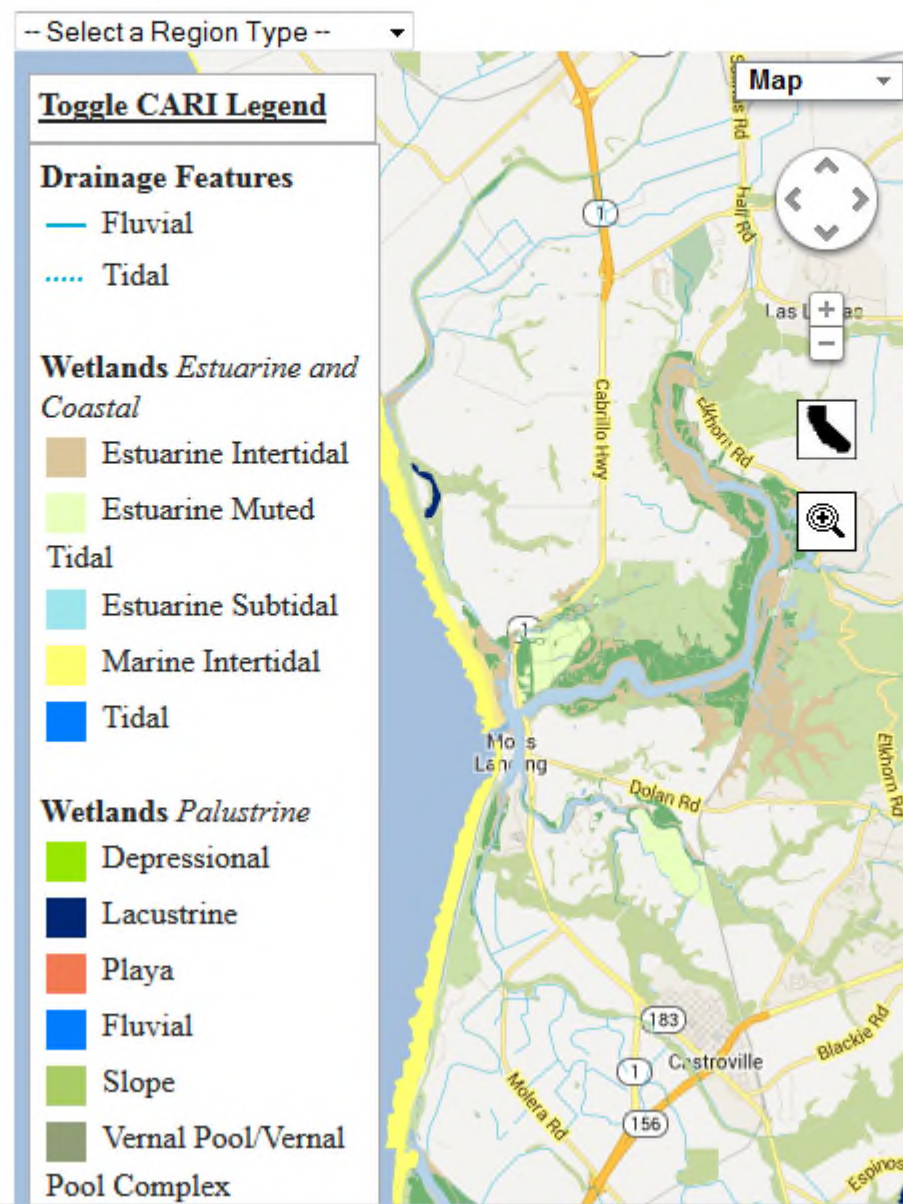 -- Select a Region Type --
Toggle CARI Legend
Map
Drainage Features
Fluvial
Tidal
Wetlands Estuarine and
Coastal
Estuarine Intertidal
Estuarine Muted
Tidal
Estuarine Subtidal
Marine Intertidal
Tidal
Wetlands Palustrine
Depressional
Lacustrine
Playa
Fluvial
Slope
Vernal Pool/Vernal
Pool Complex
Rd
1
Hall Rd
Las
Cabrillo Hwy
Elkhorn Rd
1
Landing
Dolan Rd
Elkhorn Rd
183
1
Castroville
Blackie Rd
Molera Rd
156
Espinos